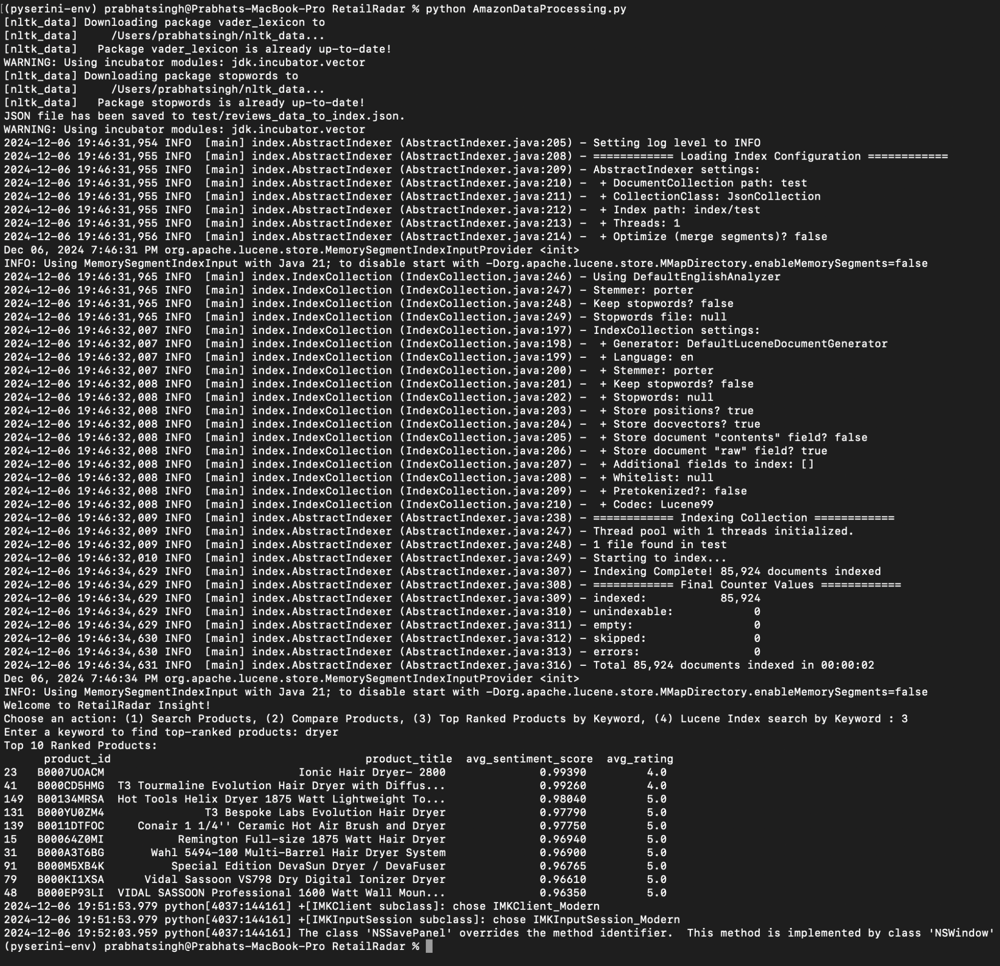 (pyserini-env) prabhatsingh@Prabhats-MacBook-Pro RetailRadar % python AmazonDataProcessing.py
[nltk_data] Downloading package vader_lexicon to
[nltk_data]     /Users/prabhatsingh/nltk_data...
[nltk_data]   Package vader_lexicon is already up-to-date!
WARNING: Using incubator modules: jdk.incubator.vector
[nltk_data] Downloading package stopwords to
[nltk_data]     /Users/prabhatsingh/nltk_data...
[nltk_data]   Package stopwords is already up-to-date!
JSON file has been saved to test/reviews_data_to_index.json.
WARNING: Using incubator modules: jdk.incubator.vector
2024-12-06 19:46:31,954 INFO  [main] index.AbstractIndexer (AbstractIndexer.java:205) - Setting log level to INFO
2024-12-06 19:46:31,955 INFO  [main] index.AbstractIndexer (AbstractIndexer.java:208) - ============ Loading Index Configuration ============
2024-12-06 19:46:31,955 INFO  [main] index.AbstractIndexer (AbstractIndexer.java:209) - AbstractIndexer settings:
2024-12-06 19:46:31,955 INFO  [main] index.AbstractIndexer (AbstractIndexer.java:210) -  + DocumentCollection path: test
2024-12-06 19:46:31,955 INFO  [main] index.AbstractIndexer (AbstractIndexer.java:211) -  + CollectionClass: JsonCollection
2024-12-06 19:46:31,955 INFO  [main] index.AbstractIndexer (AbstractIndexer.java:212) -  + Index path: index/test
2024-12-06 19:46:31,955 INFO  [main] index.AbstractIndexer (AbstractIndexer.java:213) -  + Threads: 1
2024-12-06 19:46:31,956 INFO  [main] index.AbstractIndexer (AbstractIndexer.java:214) -  + Optimize (merge segments)? false
Dec 06, 2024 7:46:31 PM org.apache.lucene.store.MemorySegmentIndexInputProvider <init>
INFO: Using MemorySegmentIndexInput with Java 21; to disable start with -Dorg.apache.lucene.store.MMapDirectory.enableMemorySegments=false
2024-12-06 19:46:31,965 INFO  [main] index.IndexCollection (IndexCollection.java:246) - Using DefaultEnglishAnalyzer
2024-12-06 19:46:31,965 INFO  [main] index.IndexCollection (IndexCollection.java:247) - Stemmer: porter
2024-12-06 19:46:31,965 INFO  [main] index.IndexCollection (IndexCollection.java:248) - Keep stopwords? false
2024-12-06 19:46:31,965 INFO  [main] index.IndexCollection (IndexCollection.java:249) - Stopwords file: null
2024-12-06 19:46:32,007 INFO  [main] index.IndexCollection (IndexCollection.java:197) - IndexCollection settings:
2024-12-06 19:46:32,007 INFO  [main] index.IndexCollection (IndexCollection.java:198) -  + Generator: DefaultLuceneDocumentGenerator
2024-12-06 19:46:32,007 INFO  [main] index.IndexCollection (IndexCollection.java:199) -  + Language: en
2024-12-06 19:46:32,007 INFO  [main] index.IndexCollection (IndexCollection.java:200) -  + Stemmer: porter
2024-12-06 19:46:32,008 INFO  [main] index.IndexCollection (IndexCollection.java:201) -  + Keep stopwords? false
2024-12-06 19:46:32,008 INFO  [main] index.IndexCollection (IndexCollection.java:202) -  + Stopwords: null
2024-12-06 19:46:32,008 INFO  [main] index.IndexCollection (IndexCollection.java:203) -  + Store positions? true
2024-12-06 19:46:32,008 INFO  [main] index.IndexCollection (IndexCollection.java:204) -  + Store docvectors? true
2024-12-06 19:46:32,008 INFO  [main] index.IndexCollection (IndexCollection.java:205) -  + Store document "contents" field? false
2024-12-06 19:46:32,008 INFO  [main] index.IndexCollection (IndexCollection.java:206) -  + Store document "raw" field? true
2024-12-06 19:46:32,008 INFO  [main] index.IndexCollection (IndexCollection.java:207) -  + Additional fields to index: []
2024-12-06 19:46:32,008 INFO  [main] index.IndexCollection (IndexCollection.java:208) -  + Whitelist: null
2024-12-06 19:46:32,008 INFO  [main] index.IndexCollection (IndexCollection.java:209) -  + Pretokenized?: false
2024-12-06 19:46:32,008 INFO  [main] index.IndexCollection (IndexCollection.java:210) -  + Codec: Lucene99
2024-12-06 19:46:32,009 INFO  [main] index.AbstractIndexer (AbstractIndexer.java:238) - ============ Indexing Collection ============
2024-12-06 19:46:32,009 INFO  [main] index.AbstractIndexer (AbstractIndexer.java:247) - Thread pool with 1 threads initialized.
2024-12-06 19:46:32,009 INFO  [main] index.AbstractIndexer (AbstractIndexer.java:248) - 1 file found in test
2024-12-06 19:46:32,010 INFO  [main] index.AbstractIndexer (AbstractIndexer.java:249) - Starting to index...
2024-12-06 19:46:34,629 INFO  [main] index.AbstractIndexer (AbstractIndexer.java:307) - Indexing Complete! 85,924 documents indexed
2024-12-06 19:46:34,629 INFO  [main] index.AbstractIndexer (AbstractIndexer.java:308) - ============ Final Counter Values ============
2024-12-06 19:46:34,629 INFO  [main] index.AbstractIndexer (AbstractIndexer.java:309) - indexed:           85,924
2024-12-06 19:46:34,629 INFO  [main] index.AbstractIndexer (AbstractIndexer.java:310) - unindexable:            0
2024-12-06 19:46:34,629 INFO  [main] index.AbstractIndexer (AbstractIndexer.java:311) - empty:                  0
2024-12-06 19:46:34,630 INFO  [main] index.AbstractIndexer (AbstractIndexer.java:312) - skipped:                0
2024-12-06 19:46:34,630 INFO  [main] index.AbstractIndexer (AbstractIndexer.java:313) - errors:                 0
2024-12-06 19:46:34,631 INFO  [main] index.AbstractIndexer (AbstractIndexer.java:316) - Total 85,924 documents indexed in 00:00:02
Dec 06, 2024 7:46:34 PM org.apache.lucene.store.MemorySegmentIndexInputProvider <init>
INFO: Using MemorySegmentIndexInput with Java 21; to disable start with -Dorg.apache.lucene.store.MMapDirectory.enableMemorySegments=false
Welcome to RetailRadar Insight!
Choose an action: (1) Search Products, (2) Compare Products, (3) Top Ranked Products by Keyword, (4) Lucene Index search by Keyword : 3
Enter a keyword to find top-ranked products: dryer
Top 10 Ranked Products:
      product_id                                      product_title  avg_sentiment_score  avg_rating
23   B0007UOACM                             Ionic Hair Dryer- 2800              0.99390         4.0
41   B000CD5HMG  T3 Tourmaline Evolution Hair Dryer with Diffus...              0.99260         4.0
149  B00134MRSA  Hot Tools Helix Dryer 1875 Watt Lightweight To...              0.98040         5.0
131  B000YU0ZM4               T3 Bespoke Labs Evolution Hair Dryer              0.97790         5.0
139  B0011DTFOC     Conair 1 1/4'' Ceramic Hot Air Brush and Dryer              0.97750         5.0
15   B00064Z0MI           Remington Full-size 1875 Watt Hair Dryer              0.96940         5.0
31   B000A3T6BG       Wahl 5494-100 Multi-Barrel Hair Dryer System              0.96900         5.0
91   B000M5XB4K          Special Edition DevaSun Dryer / DevaFuser              0.96765         5.0
79   B000KI1XSA      Vidal Sassoon VS798 Dry Digital Ionizer Dryer              0.96610         5.0
48   B000EP93LI  VIDAL SASSOON Professional 1600 Watt Wall Moun...              0.96350         5.0
2024-12-06 19:51:53.979 python[4037:144161] +[IMKClient subclass]: chose IMKClient_Modern
2024-12-06 19:51:53.979 python[4037:144161] +[IMKInputSession subclass]: chose IMKInputSession_Modern
2024-12-06 19:52:03.959 python[4037:144161] The class 'NSSavePanel' overrides the method identifier.  This method is implemented by class 'NSWindow'
(pyserini-env) prabhatsingh@Prabhats-MacBook-Pro RetailRadar %